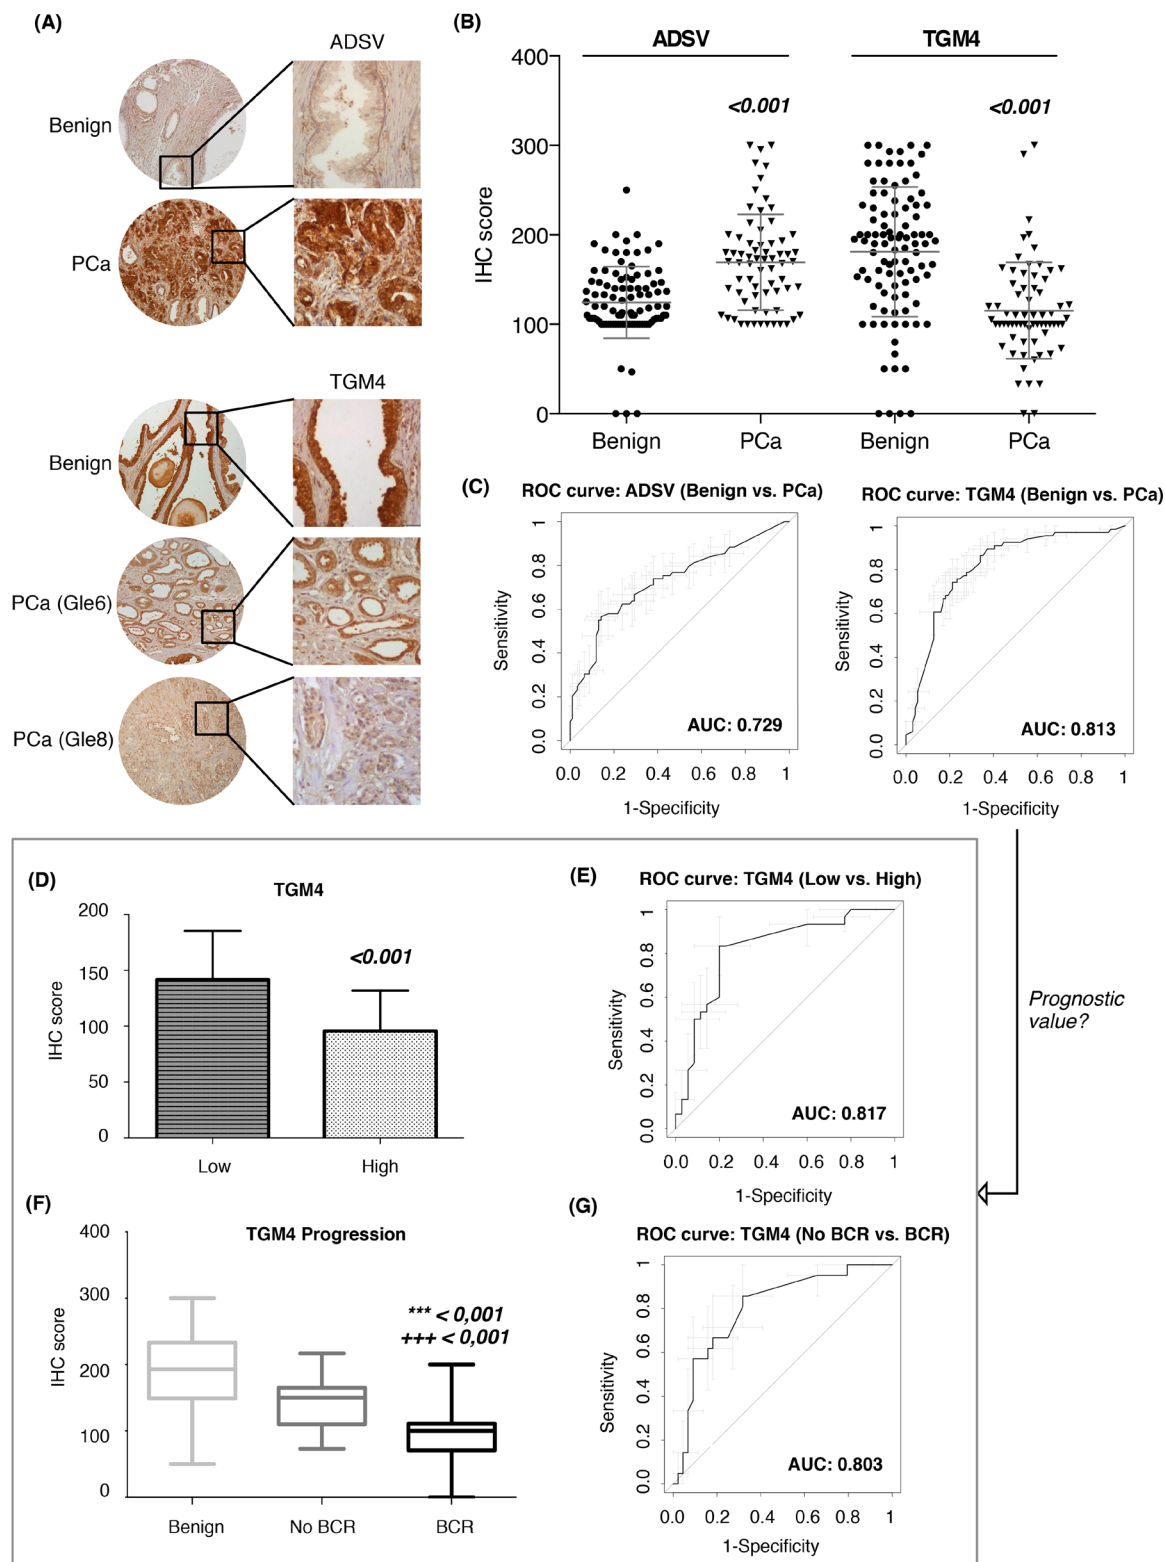 (A)
ADSV
Benign
PCa
TGM4
Benign
PCa (Gle6)
PCa (Gle8)
(B)
ADSV
TGM4
<0.001
<0.001
IHC score
400
300
200
100
0
Benign
PCa
Benign
PCa
(C)
ROC curve: ADSV (Benign vs. PCa)
Sensitivity
1
0.8
0.6
0.4
0.2
0.0
AUC: 0.729
0.0 0.2 0.4 0.6 0.8 1
1-Specificity
ROC curve: TGM4 (Benign vs. PCa)
Sensitivity
1
0.8
0.6
0.4
0.2
0.0
AUC: 0.813
0.0 0.2 0.4 0.6 0.8 1
1-Specificity
Prognostic
value?
(D)
TGM4
IHC score
200
150
100
50
0
<0.001
Low
High
(E)
ROC curve: TGM4 (Low vs. High)
Sensitivity
1
0.8
0.6
0.4
0.2
0.0
AUC: 0.817
0.0 0.2 0.4 0.6 0.8 1
1-Specificity
(F)
TGM4 Progression
IHC score
400
300
200
100
0
*** < 0,001
+++ < 0,001
Benign
No BCR
BCR
(G)
ROC curve: TGM4 (No BCR vs. BCR)
Sensitivity
1
0.8
0.6
0.4
0.2
0.0
AUC: 0.803
0.0 0.2 0.4 0.6 0.8 1
1-Specificity